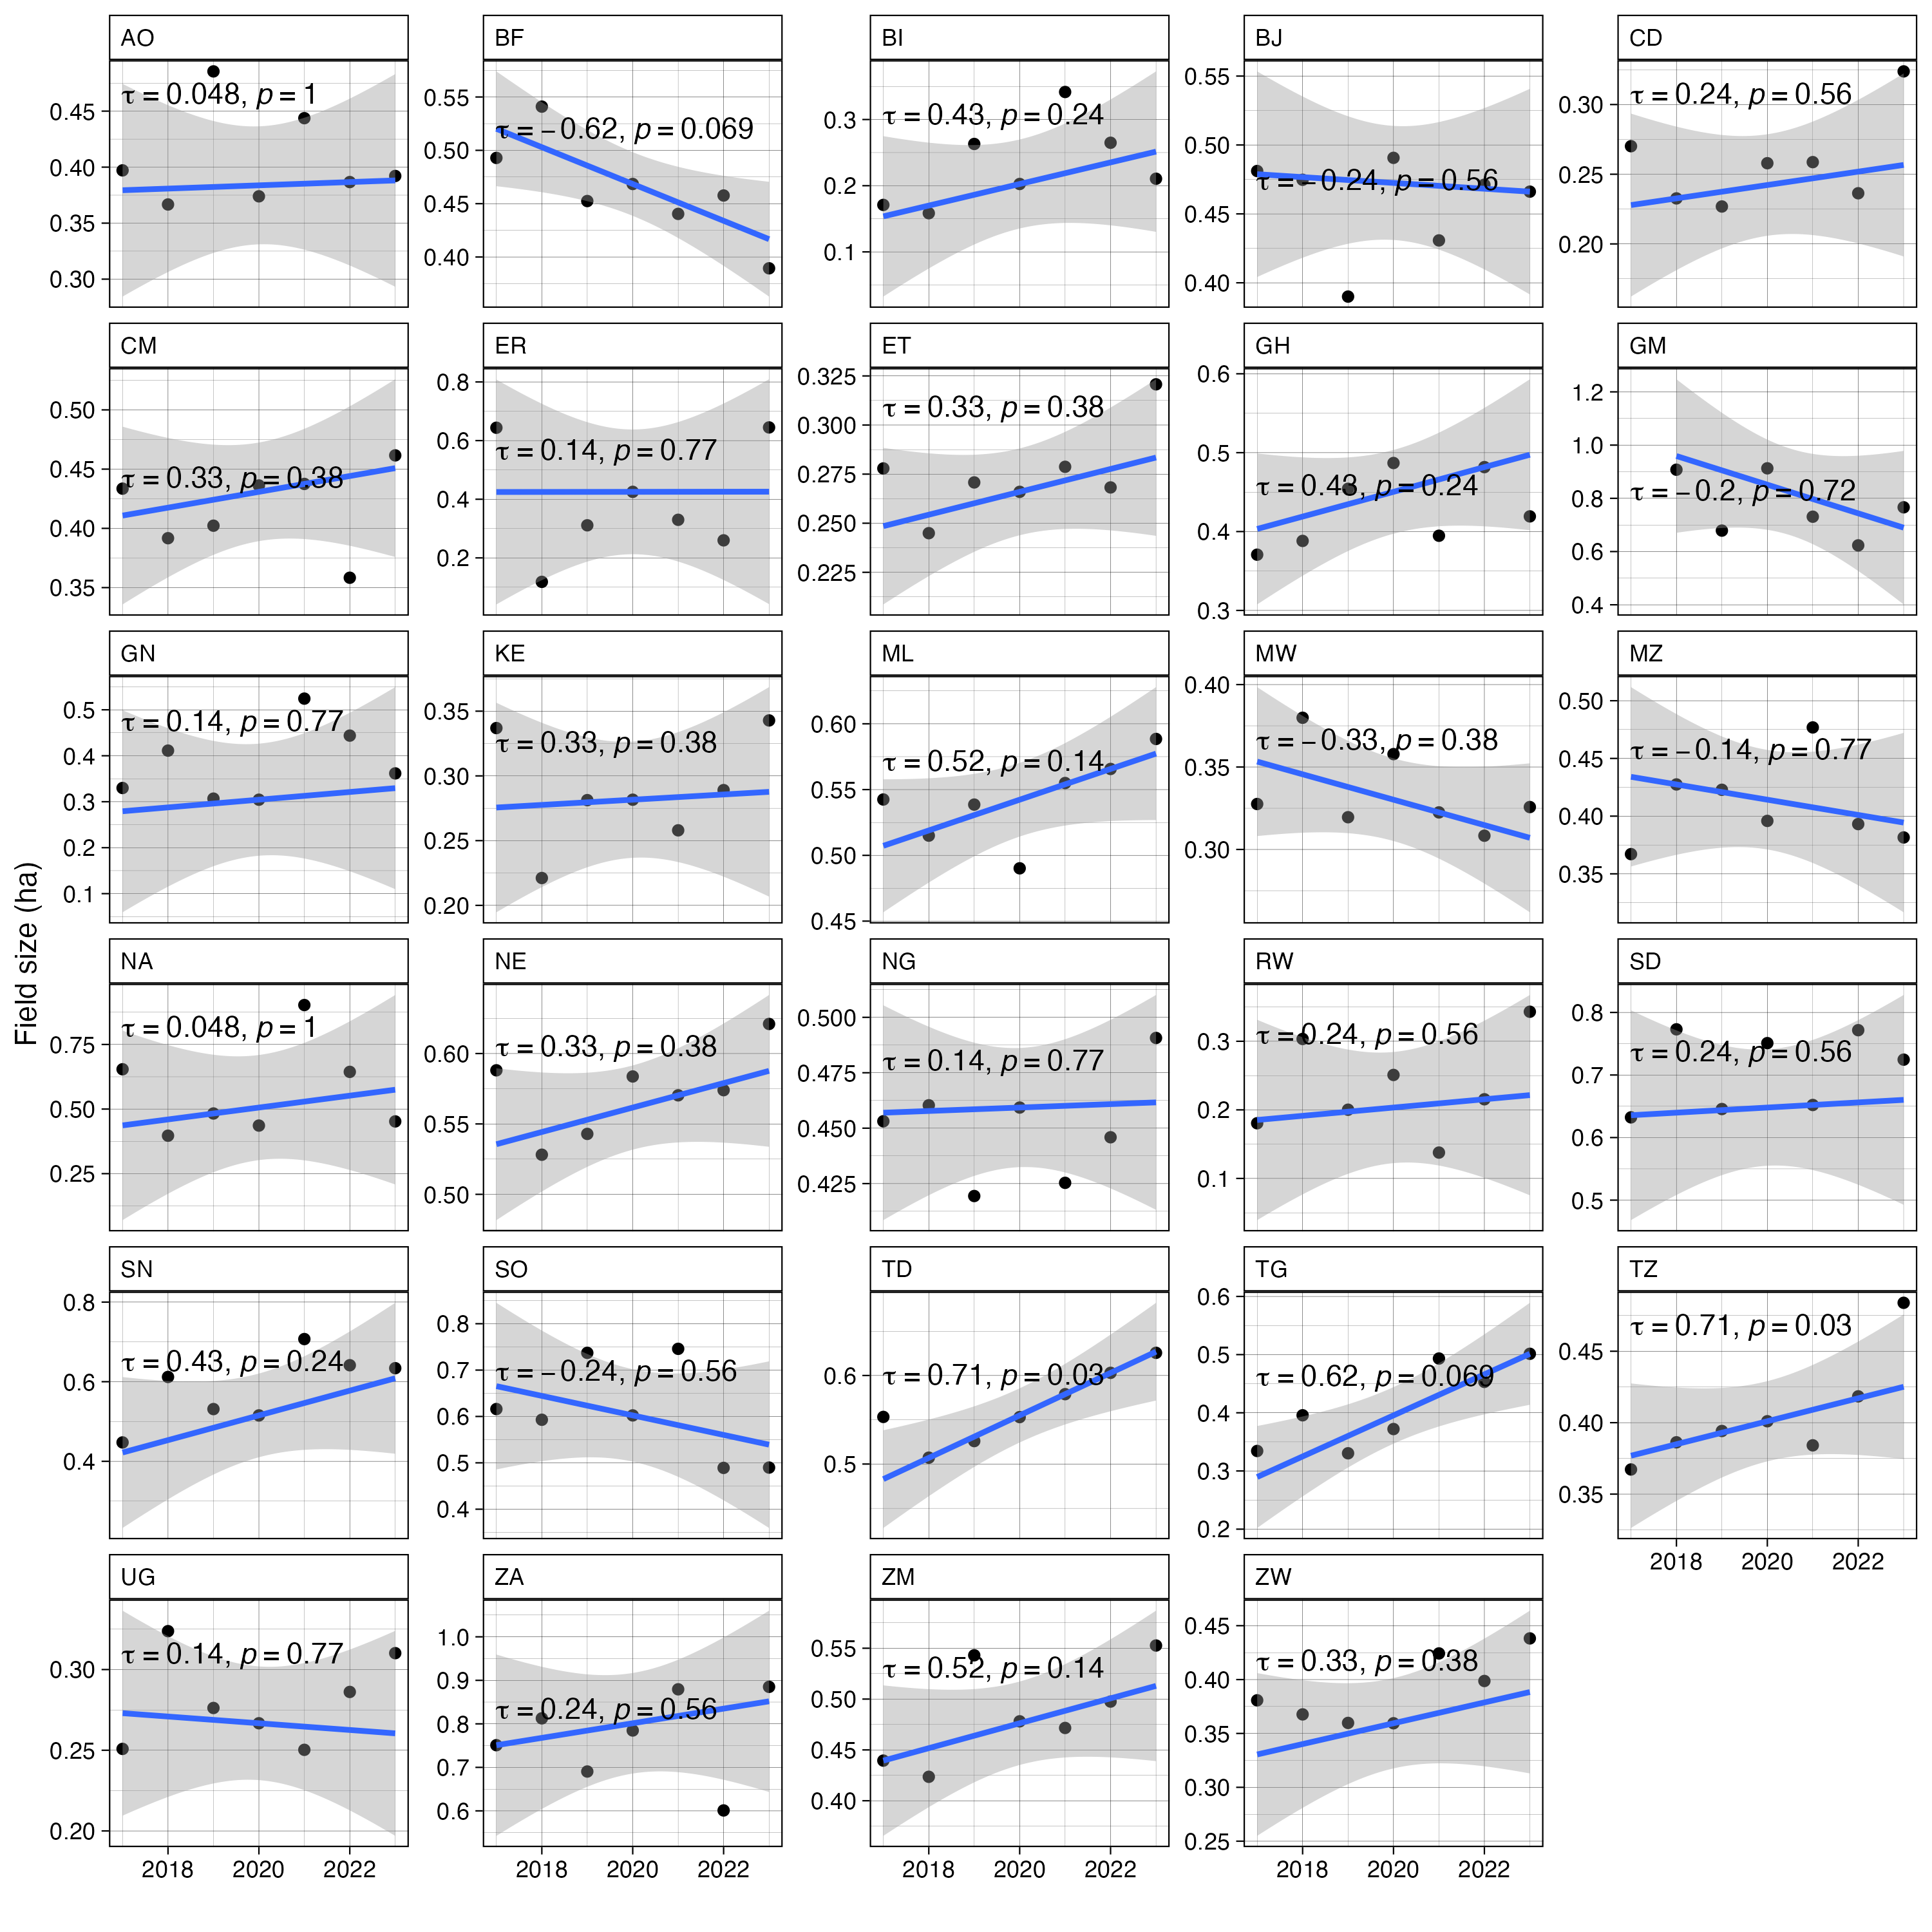 Field size (ha)
AO
τ = 0.048, p = 1
0.45
0.40
0.35
0.30
BF
τ = −0.62, p = 0.069
0.55
0.50
0.45
0.40
BI
τ = 0.43, p = 0.24
0.3
0.2
0.1
BJ
τ = −0.24, p = 0.56
0.55
0.50
0.45
0.40
CD
τ = 0.24, p = 0.56
0.30
0.25
0.20
CM
τ = 0.33, p = 0.38
0.50
0.45
0.40
0.35
ER
τ = 0.14, p = 0.77
0.8
0.6
0.4
0.2
ET
τ = 0.33, p = 0.38
0.325
0.300
0.275
0.250
0.225
GH
τ = 0.43, p = 0.24
0.6
0.5
0.4
0.3
GM
τ = −0.2, p = 0.72
1.2
1.0
0.8
0.6
0.4
GN
τ = 0.14, p = 0.77
0.5
0.4
0.3
0.2
0.1
KE
τ = 0.33, p = 0.38
0.35
0.30
0.25
0.20
ML
τ = 0.52, p = 0.14
0.60
0.55
0.50
0.45
MW
τ = −0.33, p = 0.38
0.40
0.35
0.30
MZ
τ = −0.14, p = 0.77
0.50
0.45
0.40
0.35
NA
τ = 0.048, p = 1
0.75
0.50
0.25
NE
τ = 0.33, p = 0.38
0.60
0.55
0.50
NG
τ = 0.14, p = 0.77
0.500
0.475
0.450
0.425
RW
τ = 0.24, p = 0.56
0.3
0.2
0.1
SD
τ = 0.24, p = 0.56
0.8
0.7
0.6
0.5
SN
τ = 0.43, p = 0.24
0.8
0.6
0.4
SO
τ = −0.24, p = 0.56
0.8
0.7
0.6
0.5
0.4
TD
τ = 0.71, p = 0.03
0.6
0.5
TG
τ = 0.62, p = 0.069
0.6
0.5
0.4
0.3
0.2
TZ
τ = 0.71, p = 0.03
0.45
0.40
0.35
2018 2020 2022
UG
τ = 0.14, p = 0.77
0.30
0.25
0.20
2018 2020 2022
ZA
τ = 0.24, p = 0.56
1.0
0.9
0.8
0.7
0.6
2018 2020 2022
ZM
τ = 0.52, p = 0.14
0.55
0.50
0.45
0.40
2018 2020 2022
ZW
τ = 0.33, p = 0.38
0.45
0.40
0.35
0.30
0.25
2018 2020 2022